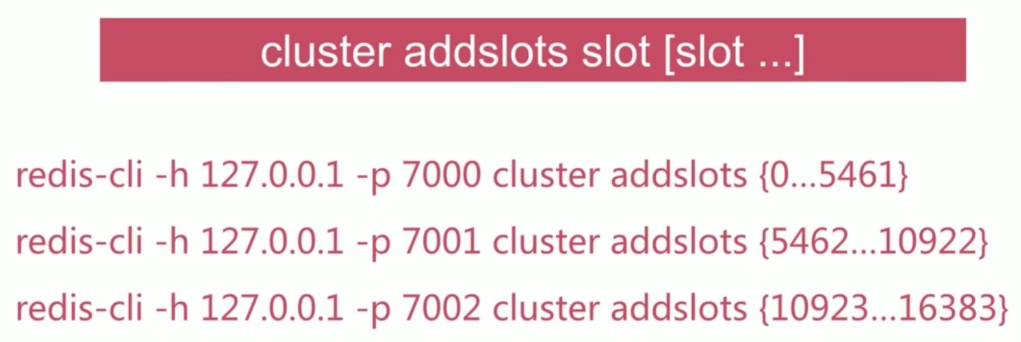 cluster addslots slot [slot ...]
redis-cli -h 127.0.0.1 -p 7000 cluster addslots {0...5461}
redis-cli -h 127.0.0.1 -p 7001 cluster addslots {5462...10922}
redis-cli -h 127.0.0.1 -p 7002 cluster addslots {10923...16383}